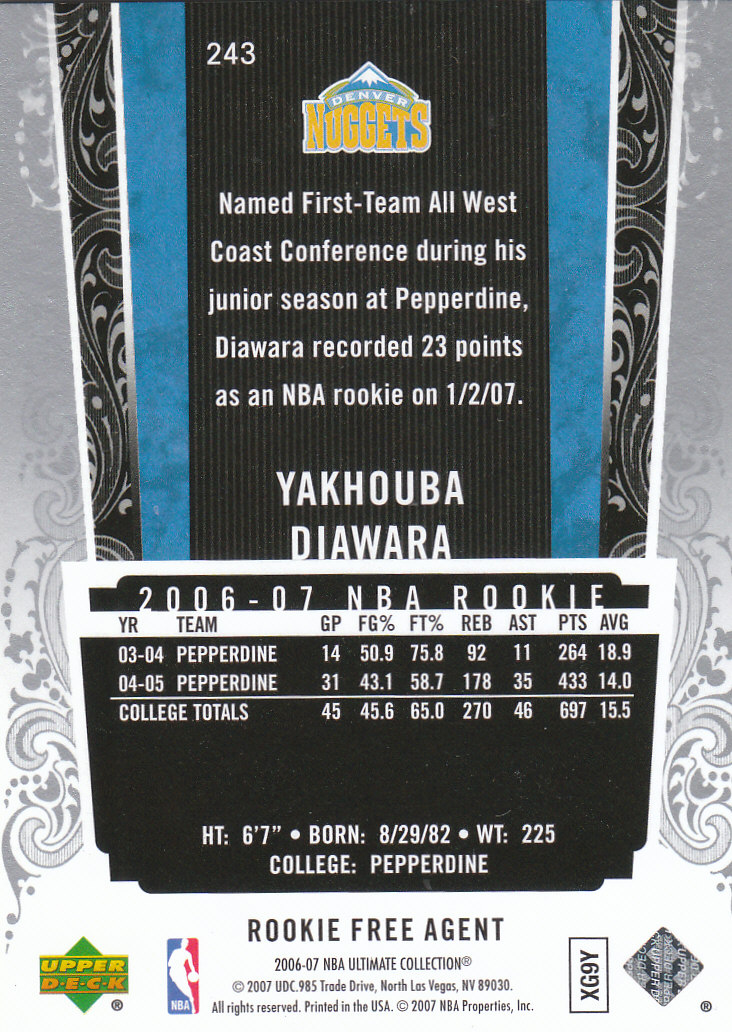 243
DENVER
NUGGETS
Named First-Team All West
Coast Conference during his
junior season at Pepperdine,
Diawara recorded 23 points
as an NBA rookie on 1/2/07.
YAKHOUBA
DIAWARA
2006-07 NBA ROOKIE
YR TEAM GP FG% FT% REB AST PTS AVG
03-04 PEPPERDINE 14 50.9 75.8 92 11 264 18.9
04-05 PEPPERDINE 31 43.1 58.7 178 35 433 14.0
COLLEGE TOTALS 45 45.6 65.0 270 46 697 15.5
HT: 6'7" • BORN: 8/29/82 • WT: 225
COLLEGE: PEPPERDINE
ROOKIE FREE AGENT
2006-07 NBA ULTIMATE COLLECTION®
© 2007 UDC. 985 Trade Drive, North Las Vegas, NV 89030.
All rights reserved. Printed in the USA. © 2007 NBA Properties, Inc.
UPPER
D·E·C·K
®
NBA
XG9Y
UPPER DECK
®